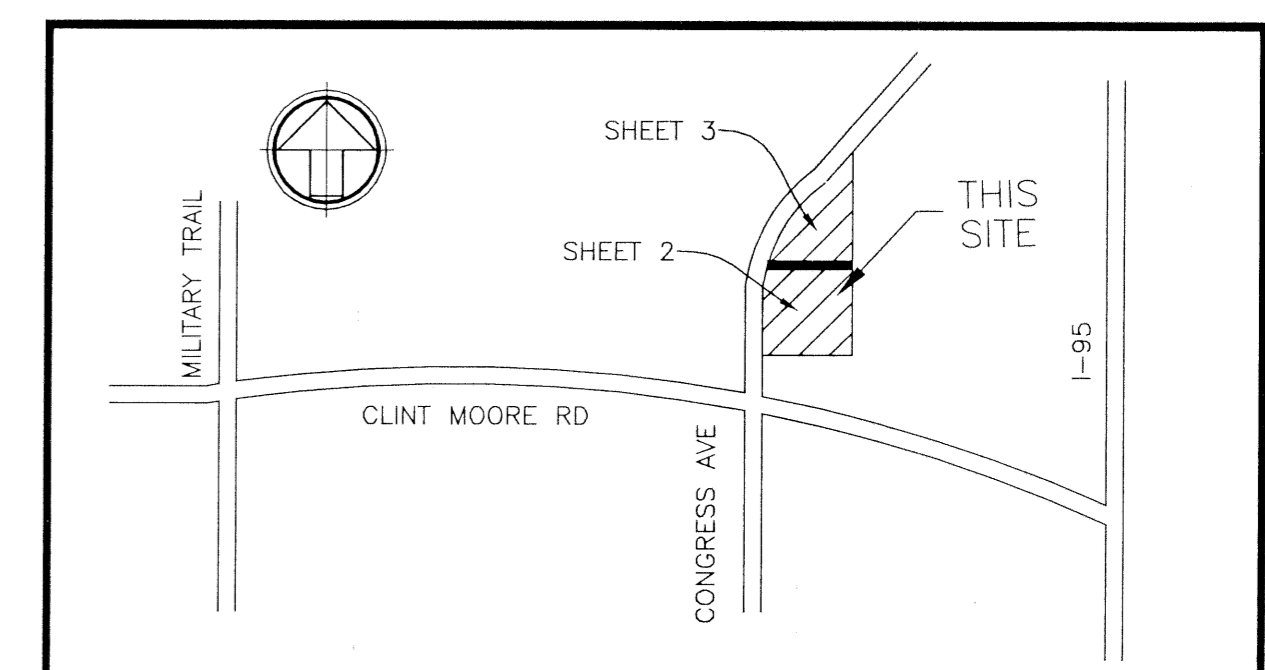 SHEET 3
THIS
SITE
SHEET 2
MILITARY TRAIL
I-95
CLINT MOORE RD
CONGRESS AVE